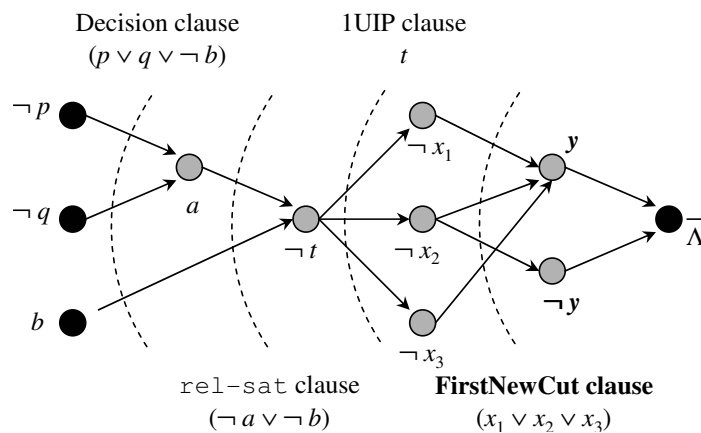 Decision clause
(p ∨ q ∨ ¬ b)
1UIP clause
t
¬ p
¬ q
b
a
¬ t
¬ x1
¬ x2
¬ x3
y
¬ y
Λ̅
rel-sat clause
(¬ a ∨ ¬ b)
FirstNewCut clause
(x1 ∨ x2 ∨ x3)